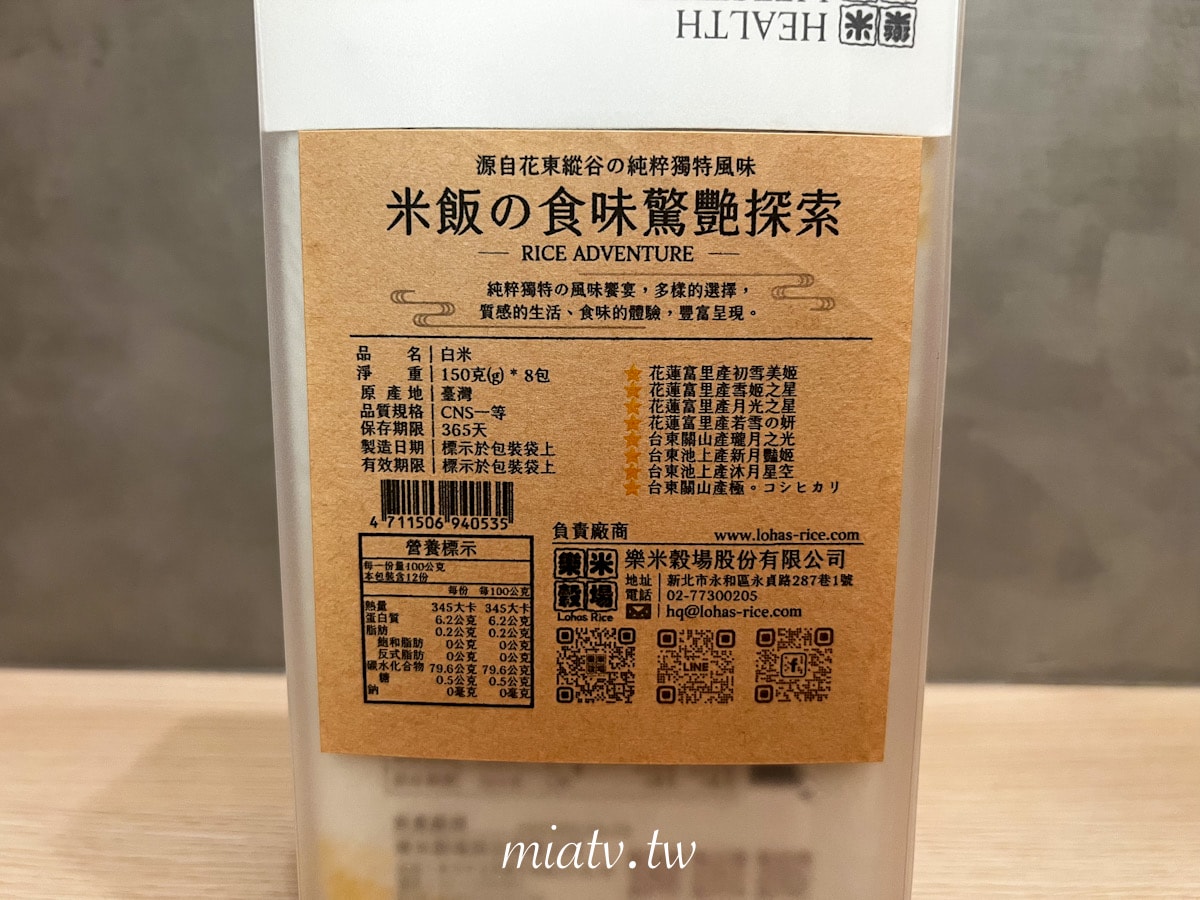 HEALTH
源自花東縱谷の純粹獨特風味
米飯の食味驚艷探索
RICE ADVENTURE
純粹獨特の風味饗宴，多樣的選擇，
質感的生活、食味的體驗，豐富呈現。
品名 | 白米
淨重 | 150克(g) * 8包
原產地 | 臺灣
品質規格 | CNS一等
保存期限 | 365天
製造日期 | 標示於包裝袋上
有效期限 | 標示於包裝袋上
花蓮富里產初雪美姬
花蓮富里產雪姬之星
花蓮富里產月光之星
花蓮富里產若雪の妍
台東關山產瓏月之光
台東池上產新月豔姬
台東池上產沐月星空
台東關山產極。コシヒカリ
4 711506 940535
營養標示
每一份量100公克
本包裝含12份
每份 每100公克
熱量 345大卡 345大卡
蛋白質 6.2公克 6.2公克
脂肪 0.2公克 0.2公克
飽和脂肪 0公克 0公克
反式脂肪 0公克 0公克
碳水化合物 79.6公克 79.6公克
糖 0.5公克 0.5公克
鈉 0毫克 0毫克
負責廠商 www.lohas-rice.com
樂米穀場
Lohas Rice
樂米穀場股份有限公司
地址 | 新北市永和區永貞路287巷1號
電話 | 02-77300205
hq@lohas-rice.com
LINE
f
miatv.tw